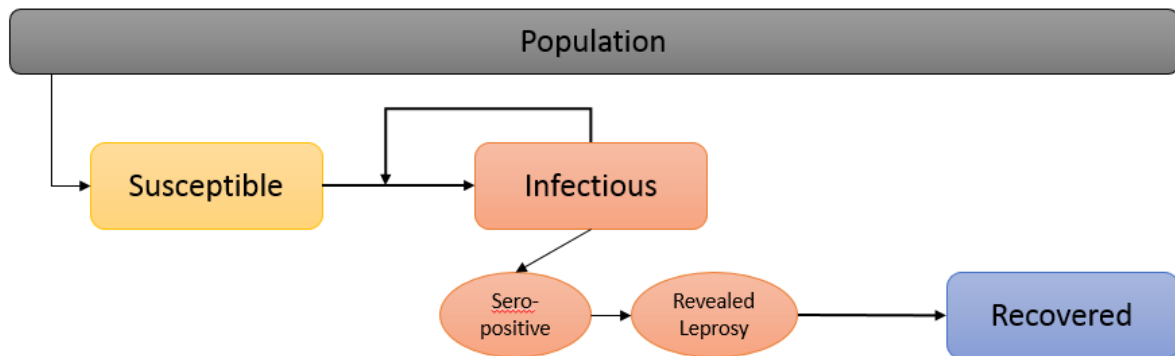 Population
Susceptible
Infectious
Sero-
positive
Revealed
Leprosy
Recovered